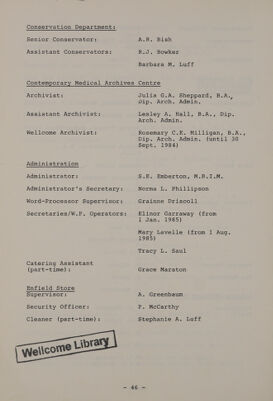 Conservation Department:
Senior Conservator: A.R. Bish
Assistant Conservators: R.J. Bowker
Barbara M. Luff
Contemporary Medical Archives Centre
Archivist: Julia G.A. Sheppard, B.A.,
Dip. Arch. Admin.
Assistant Archivist: Lesley A. Hall, B.A., Dip.
Arch. Admin.
Wellcome Archivist: Rosemary C.E. Milligan, B.A.,
Dip. Arch. Admin. (until 30
Sept. 1984)
Administration
Administrator: S.E. Emberton, M.B.I.M.
Administrator's Secretary: Norma L. Phillipson
Word-Processor Supervisor: Grainne Driscoll
Secretaries/W.P. Operators: Elinor Garraway (from
1 Jan. 1985)
Mary Lavelle (from 1 Aug.
1985)
Tracy L. Saul
Catering Assistant
(part-time): Grace Marston
Enfield Store
Supervisor: A. Greenbaum
Security Officer: P. McCarthy
Cleaner (part-time): Stephanie A. Luff
Wellcome Library
- 46 -